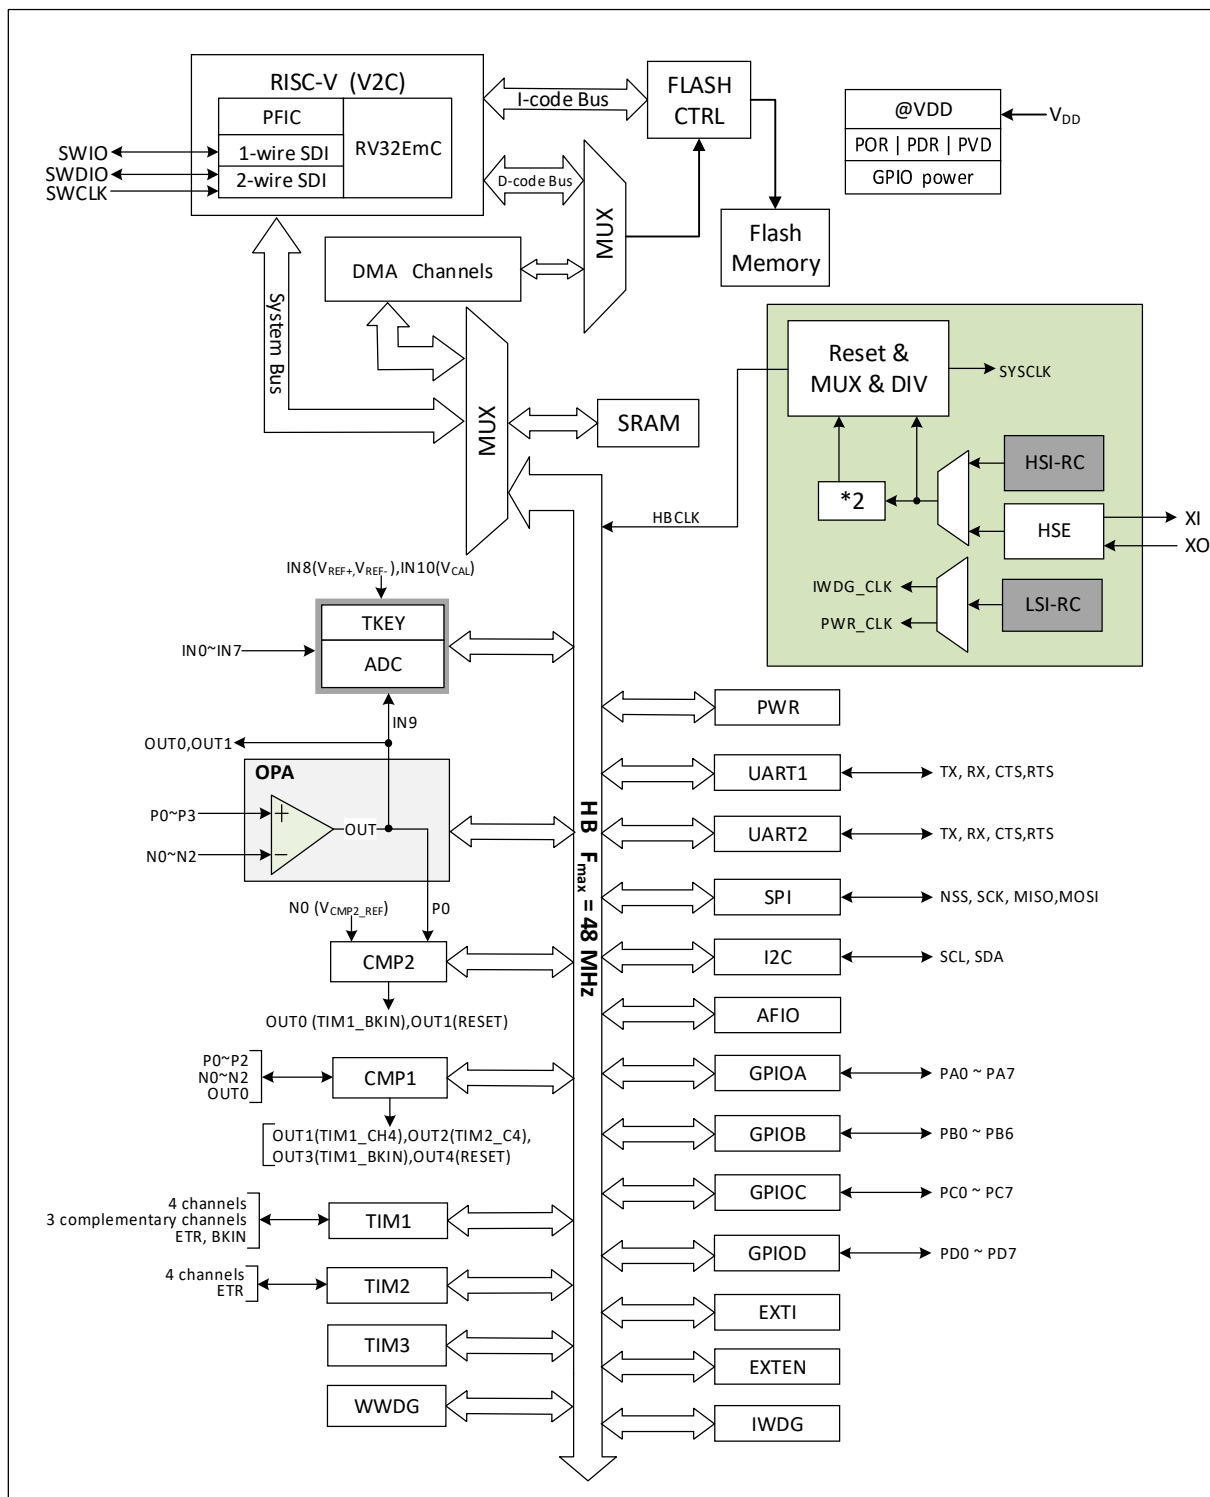 RISC-V (V2C)
PFIC
1-wire SDI
2-wire SDI
RV32EmC
SWIO
SWDIO
SWCLK
I-code Bus
D-code Bus
FLASH
CTRL
MUX
Flash
Memory
@VDD
POR | PDR | PVD
GPIO power
VDD
DMA Channels
System Bus
MUX
SRAM
Reset &
MUX & DIV
SYSCLK
HSI-RC
*2
HSE
XI
XO
HBCLK
IWDG_CLK
PWR_CLK
LSI-RC
IN8(VREF+,VREF-),IN10(VCAL)
TKEY
ADC
IN0~IN7
IN9
OUT0,OUT1
OPA
P0~P3
N0~N2
+
−
OUT
N0 (VCMP2_REF)
P0
CMP2
OUT0 (TIM1_BKIN),OUT1(RESET)
P0~P2
N0~N2
OUT0
CMP1
OUT1(TIM1_CH4),OUT2(TIM2_C4),
OUT3(TIM1_BKIN),OUT4(RESET)
4 channels
3 complementary channels
ETR, BKIN
TIM1
4 channels
ETR
TIM2
TIM3
WWDG
HB Fmax = 48 MHz
PWR
UART1
TX, RX, CTS,RTS
UART2
TX, RX, CTS,RTS
SPI
NSS, SCK, MISO,MOSI
I2C
SCL, SDA
AFIO
GPIOA
PA0 ~ PA7
GPIOB
PB0 ~ PB6
GPIOC
PC0 ~ PC7
GPIOD
PD0 ~ PD7
EXTI
EXTEN
IWDG